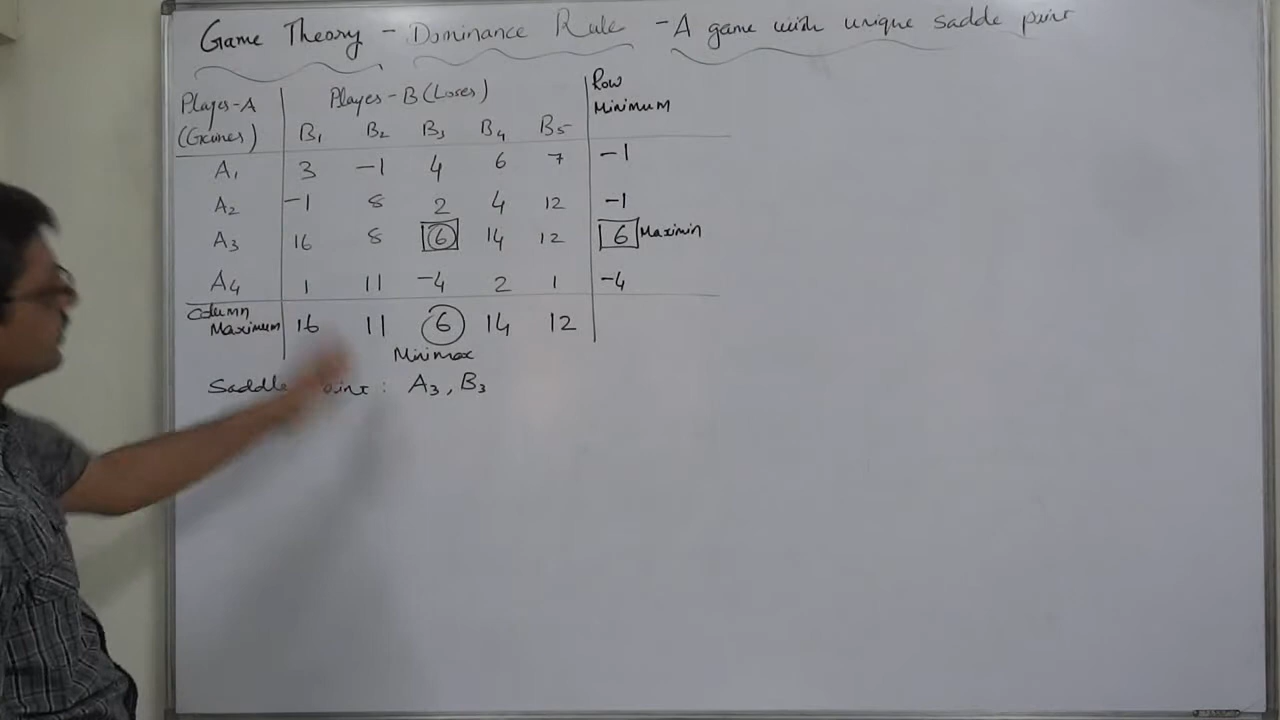 Game Theory - Dominance Rule - A game with unique sadde point
Player-A Player-B (Loses) Row
(Gaines) Minimum
B1 B2 B3 B4 B5
A1 3 -1 4 6 7 -1
A2 -1 8 2 4 12 -1
A3 16 8 6 14 12 6 Maximin
A4 1 11 -4 2 1 -4
Column
Maximum 16 11 6 14 12
Minimax
Saddle oint : A3, B3